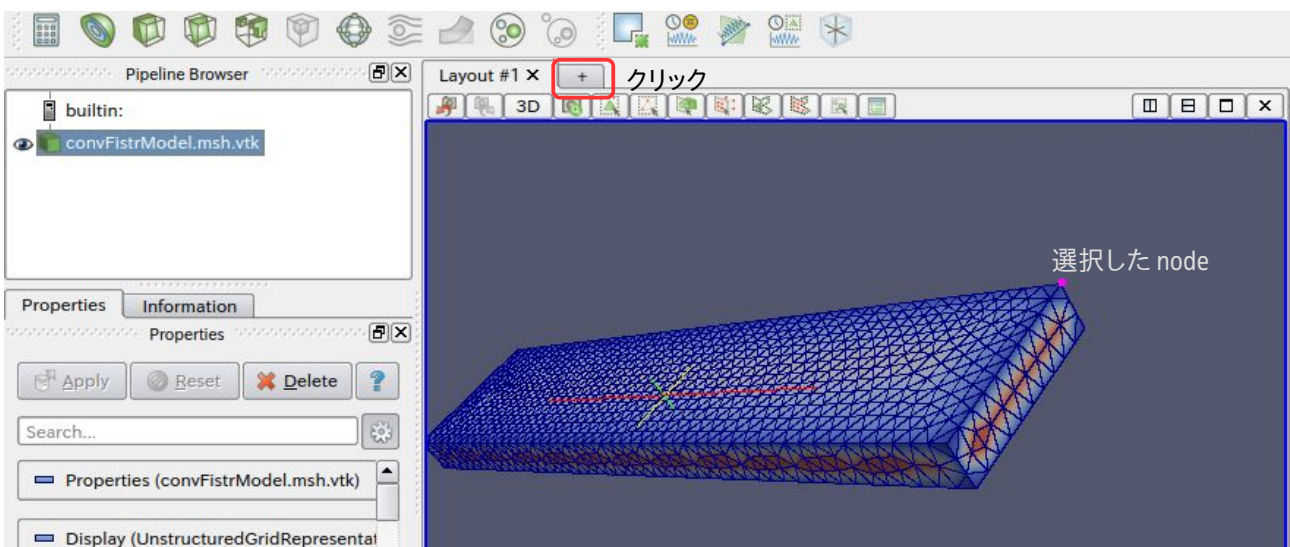 Pipeline Browser
Layout #1
+
クリック
builtin:
convFistrModel.msh.vtk
3D
選択した node
Properties
Information
Properties
Apply
Reset
Delete
?
Search...
Properties (convFistrModel.msh.vtk)
Display (UnstructuredGridRepresentat